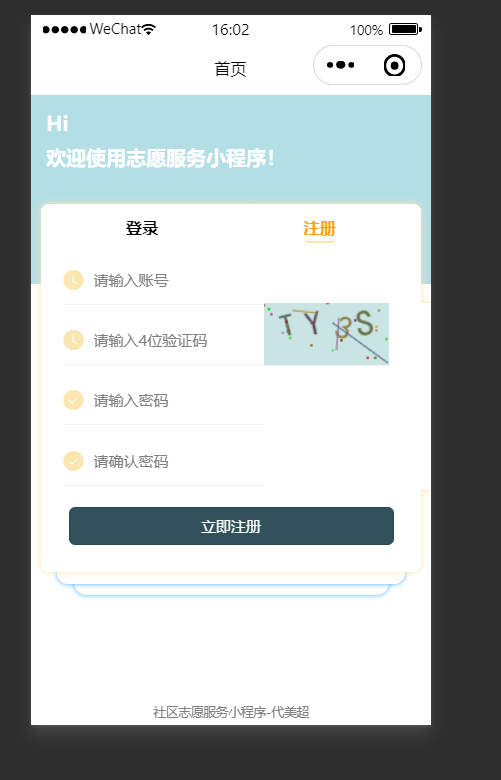 WeChat 16:02 100%
首页
Hi
欢迎使用志愿服务小程序！
登录 注册
请输入账号
请输入4位验证码 TY3S
请输入密码
请确认密码
立即注册
社区志愿服务小程序-代美超